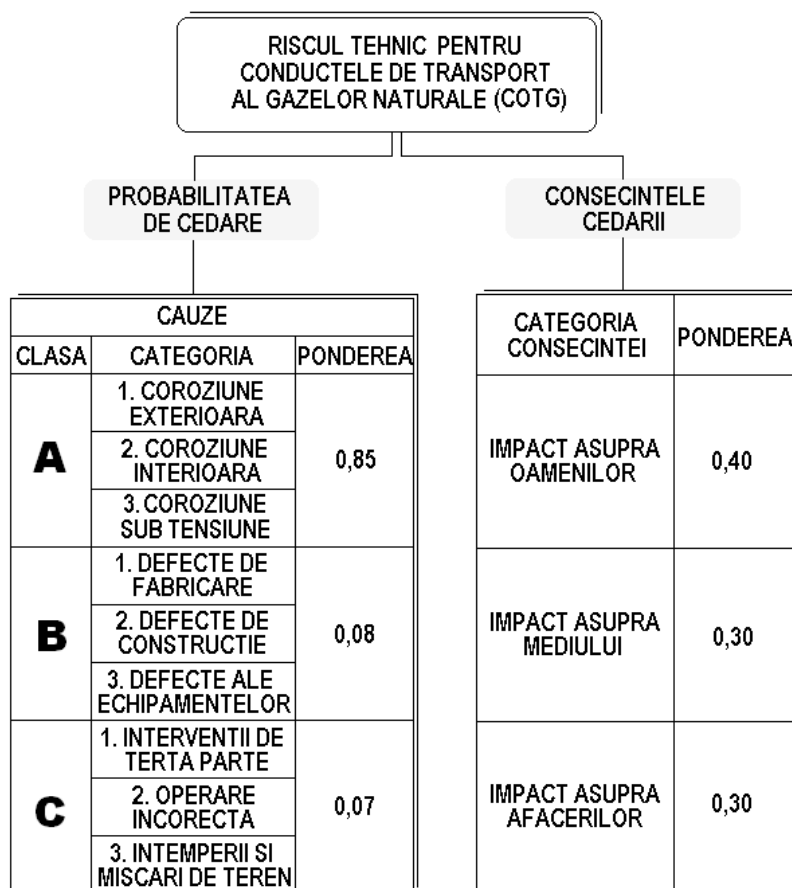 RISCUL TEHNIC PENTRU
CONDUCTELE DE TRANSPORT
AL GAZELOR NATURALE (COTG)
PROBABILITATEA
DE CEDARE
CAUZE
CLASA CATEGORIA PONDEREA
A
1. COROZIUNE
EXTERIOARA
2. COROZIUNE
INTERIOARA
3. COROZIUNE
SUB TENSIUNE
0,85
B
1. DEFECTE DE
FABRICARE
2. DEFECTE DE
CONSTRUCTIE
3. DEFECTE ALE
ECHIPAMENTELOR
0,08
C
1. INTERVENTII DE
TERTA PARTE
2. OPERARE
INCORECTA
3. INTEMPERII SI
MISCARI DE TEREN
0,07
CONSECINTELE
CEDARII
CATEGORIA
CONSECINTEI
PONDEREA
IMPACT ASUPRA
OAMENILOR
0,40
IMPACT ASUPRA
MEDIULUI
0,30
IMPACT ASUPRA
AFACERILOR
0,30